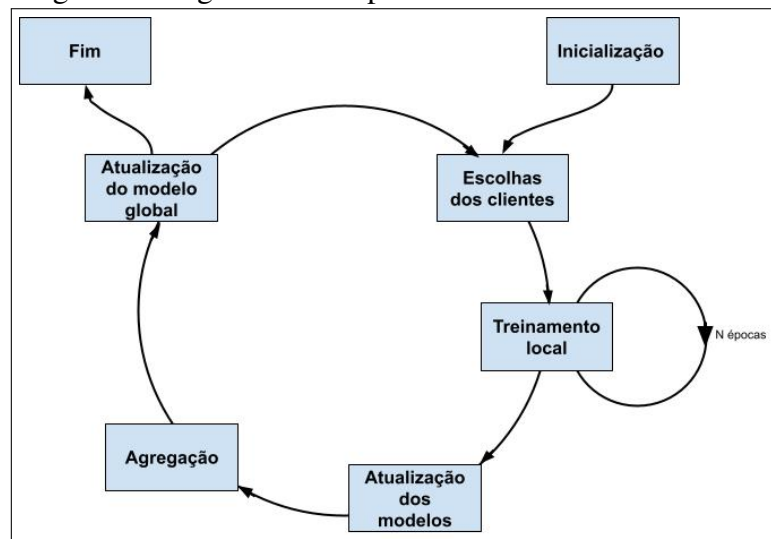 Fim
Inicialização
Atualização
do modelo
global
Escolhas
dos clientes
Treinamento
local
N épocas
Agregação
Atualização
dos
modelos